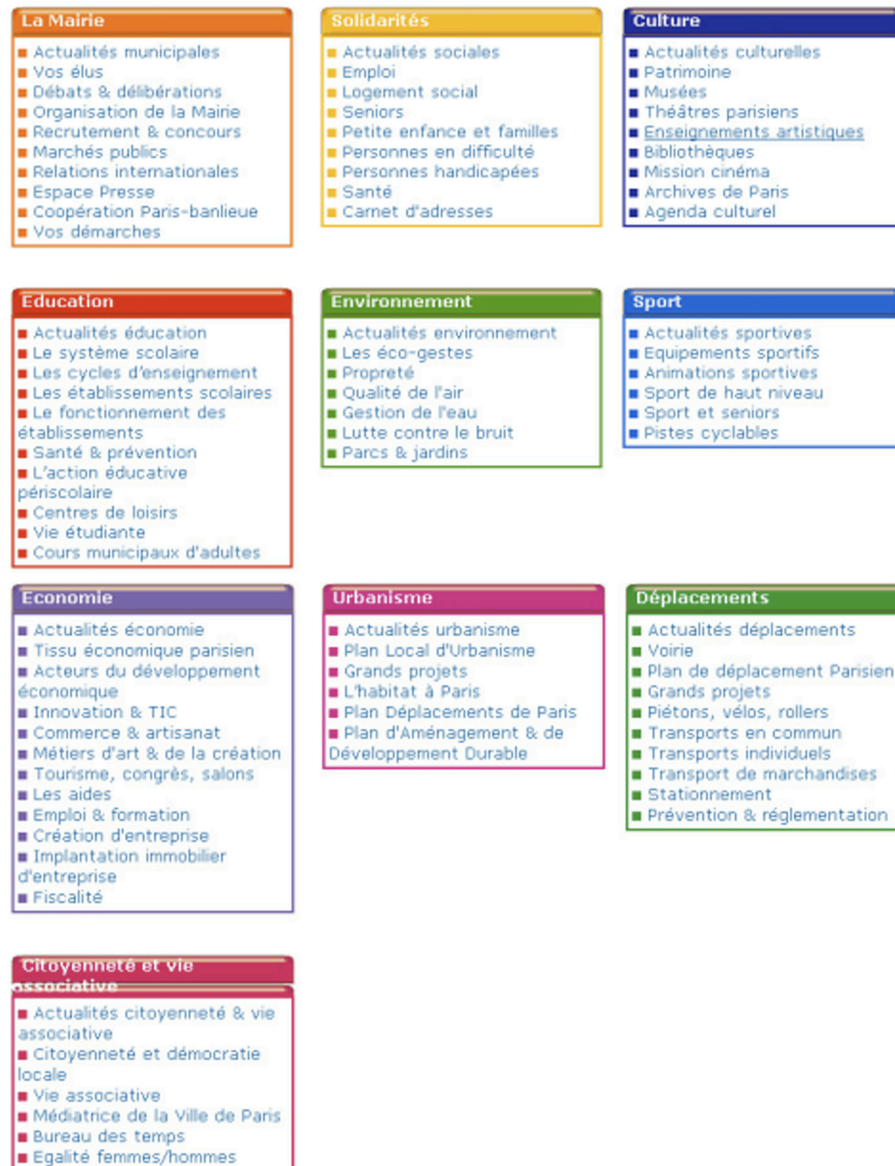 La Mairie
Actualités municipales
Vos élus
Débats & délibérations
Organisation de la Mairie
Recrutement & concours
Marchés publics
Relations internationales
Espace Presse
Coopération Paris-banlieue
Vos démarches
Solidarités
Actualités sociales
Emploi
Logement social
Seniors
Petite enfance et familles
Personnes en difficulté
Personnes handicapées
Santé
Carnet d'adresses
Culture
Actualités culturelles
Patrimoine
Musées
Théâtres parisiens
Enseignements artistiques
Bibliothèques
Mission cinéma
Archives de Paris
Agenda culturel
Education
Actualités éducation
Le système scolaire
Les cycles d'enseignement
Les établissements scolaires
Le fonctionnement des
établissements
Santé & prévention
L'action éducative
périscolaire
Centres de loisirs
Vie étudiante
Cours municipaux d'adultes
Environnement
Actualités environnement
Les éco-gestes
Propreté
Qualité de l'air
Gestion de l'eau
Lutte contre le bruit
Parcs & jardins
Sport
Actualités sportives
Equipements sportifs
Animations sportives
Sport de haut niveau
Sport et seniors
Pistes cyclables
Economie
Actualités économie
Tissu économique parisien
Acteurs du développement
économique
Innovation & TIC
Commerce & artisanat
Métiers d'art & de la création
Tourisme, congrès, salons
Les aides
Emploi & formation
Création d'entreprise
Implantation immobilier
d'entreprise
Fiscalité
Urbanisme
Actualités urbanisme
Plan Local d'Urbanisme
Grands projets
L'habitat à Paris
Plan Déplacements de Paris
Plan d'Aménagement & de
Développement Durable
Déplacements
Actualités déplacements
Voirie
Plan de déplacement Parisien
Grands projets
Piétons, vélos, rollers
Transports en commun
Transports individuels
Transport de marchandises
Stationnement
Prévention & réglementation
Citoyenneté et vie
associative
Actualités citoyenneté & vie
associative
Citoyenneté et démocratie
locale
Vie associative
Médiatrice de la Ville de Paris
Bureau des temps
Egalité femmes/hommes